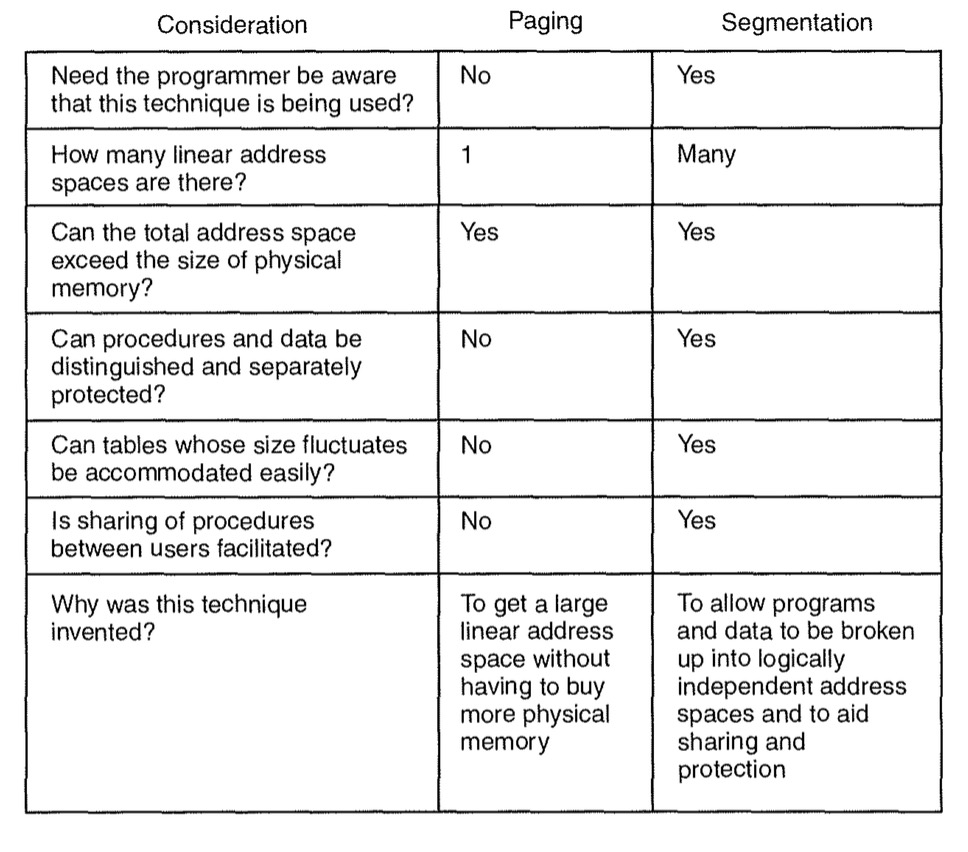 Consideration
Paging
Segmentation
Need the programmer be aware
that this technique is being used?
No
Yes
How many linear address
spaces are there?
1
Many
Can the total address space
exceed the size of physical
memory?
Yes
Yes
Can procedures and data be
distinguished and separately
protected?
No
Yes
Can tables whose size fluctuates
be accommodated easily?
No
Yes
Is sharing of procedures
between users facilitated?
No
Yes
Why was this technique
invented?
To get a large
linear address
space without
having to buy
more physical
memory
To allow programs
and data to be broken
up into logically
independent address
spaces and to aid
sharing and
protection